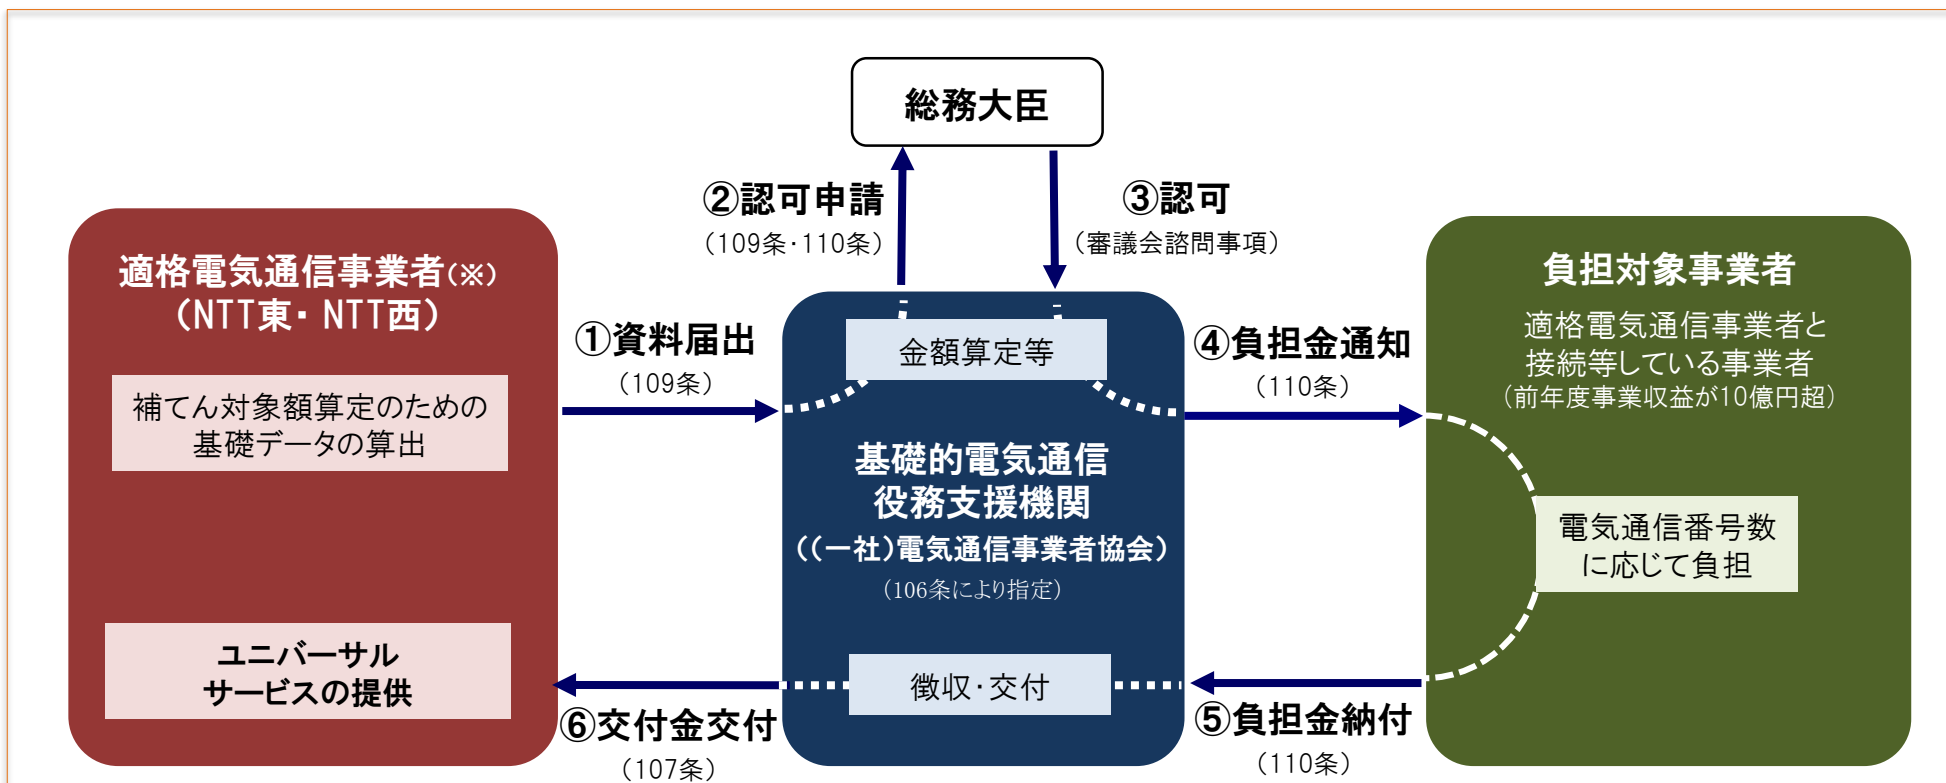 総務大臣
②認可申請
（109条・110条）
③認可
（審議会諮問事項）
適格電気通信事業者（※）
（NTT東・NTT西）
補てん対象額算定のための
基礎データの算出
ユニバーサル
サービスの提供
①資料届出
（109条）
金額算定等
基礎的電気通信
役務支援機関
（（一社）電気通信事業者協会）
（106条により指定）
徴収・交付
④負担金通知
（110条）
負担対象事業者
適格電気通信事業者と
接続等している事業者
（前年度事業収益が10億円超）
電気通信番号数
に応じて負担
⑤負担金納付
（110条）
⑥交付金交付
（107条）